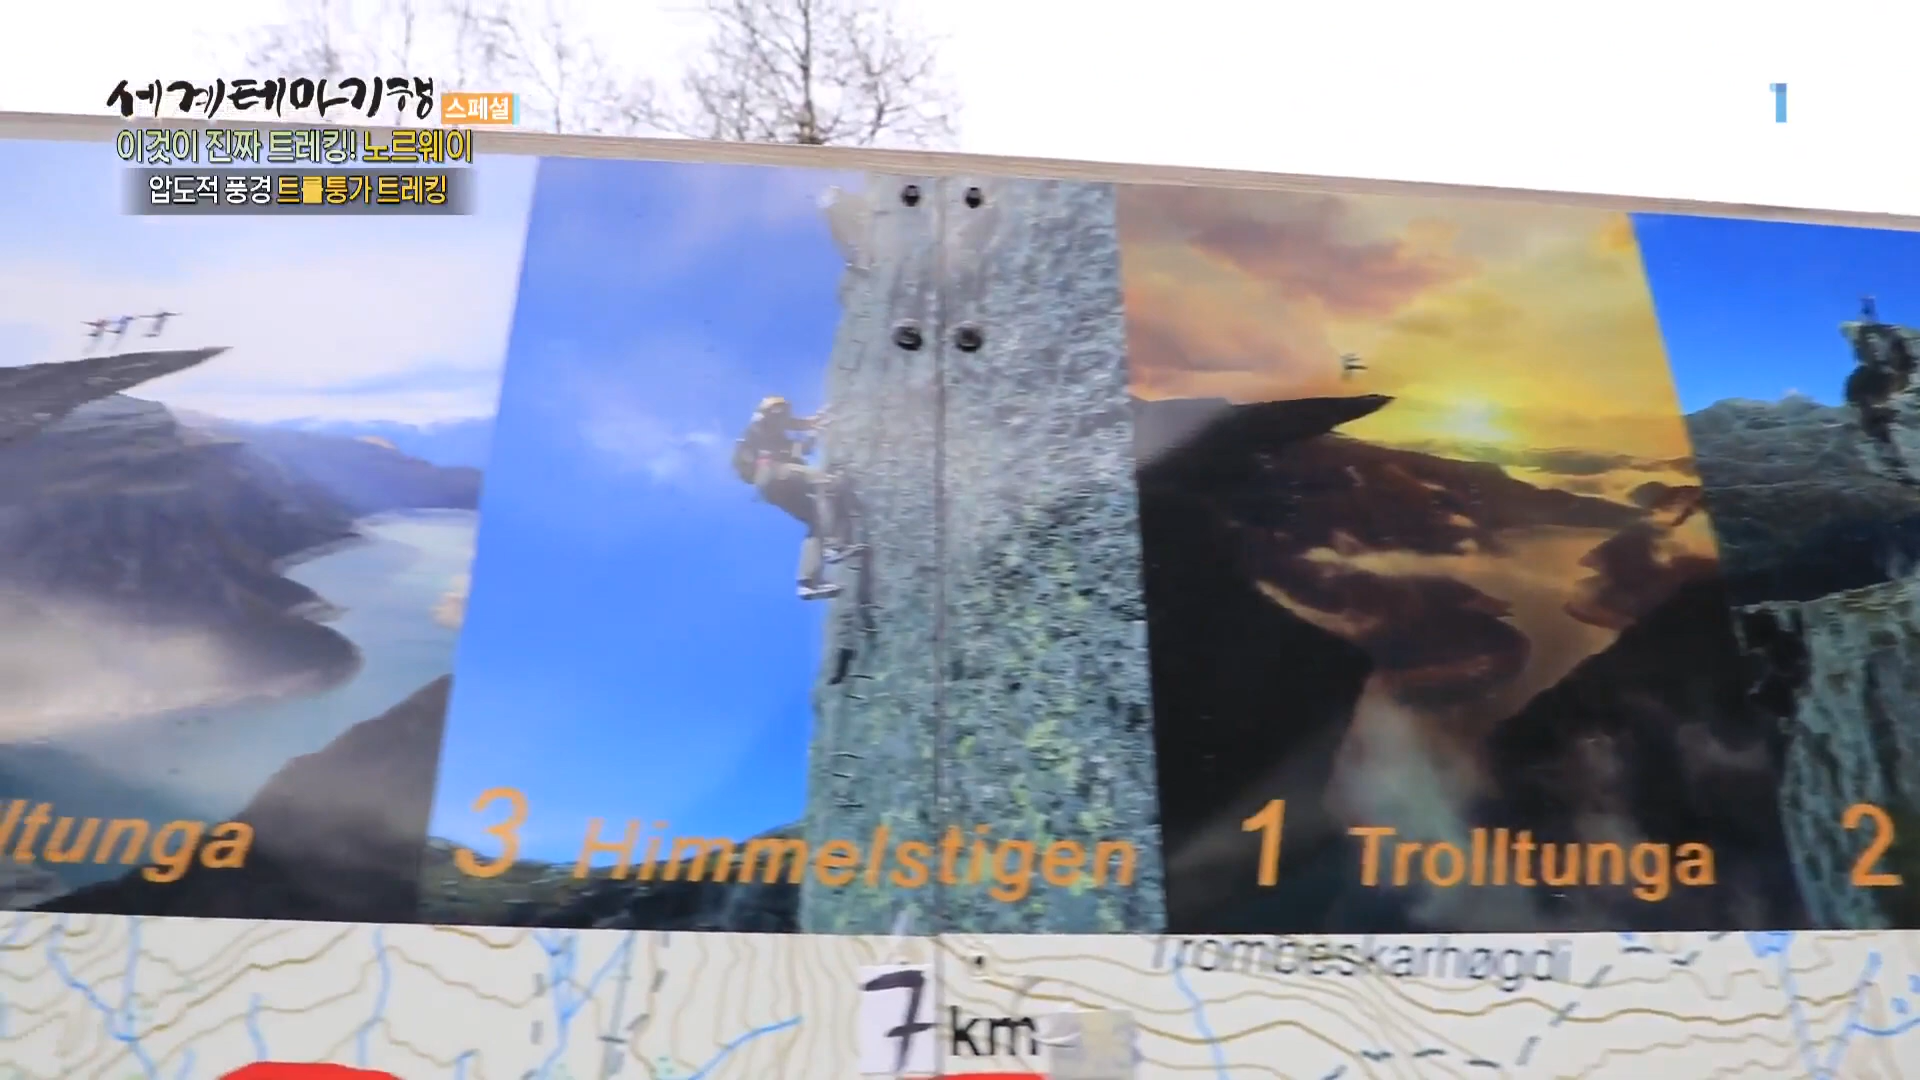 세계테마기행 스페셜
이것이 진짜 트레킹! 노르웨이
압도적 풍경 트롤퉁가 트레킹
1
lltunga
3 Himmelstigen
1 Trolltunga
2
Trombeskarhøgdi
7 km